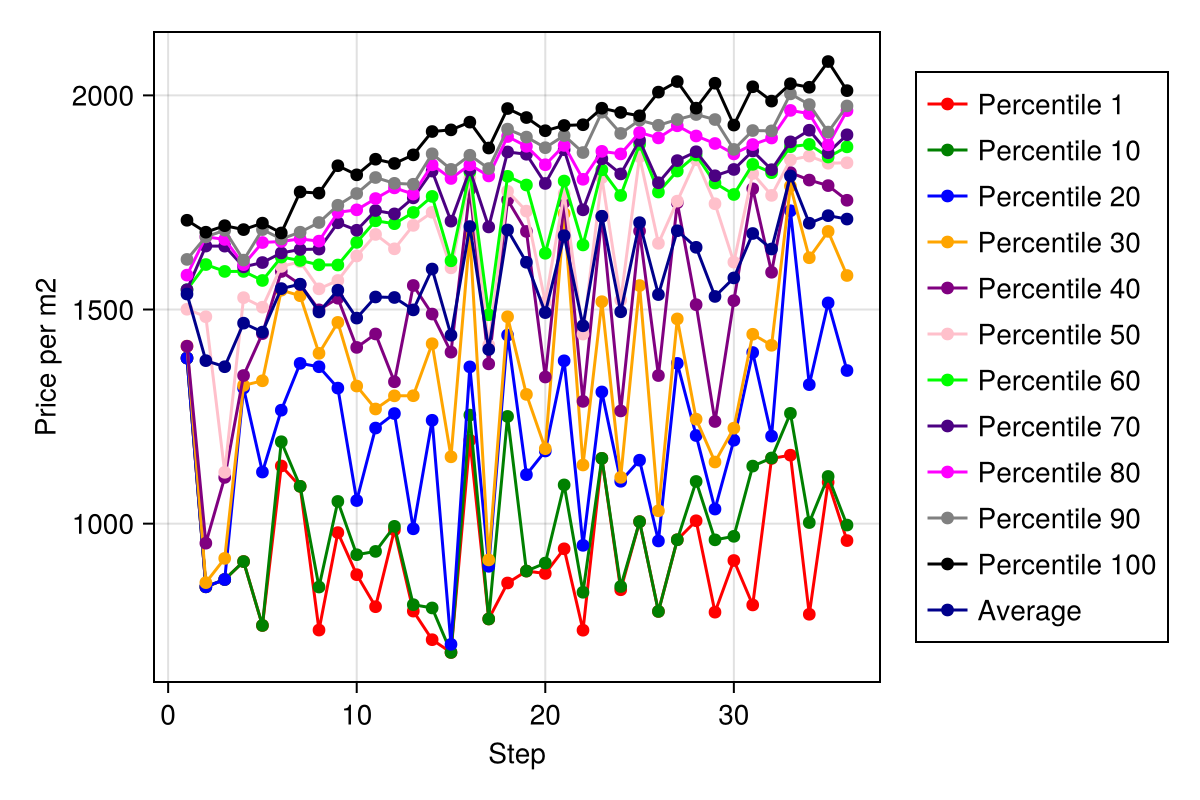 2000
1500
1000
Price per m2
0 10 20 30
Step
Percentile 1
Percentile 10
Percentile 20
Percentile 30
Percentile 40
Percentile 50
Percentile 60
Percentile 70
Percentile 80
Percentile 90
Percentile 100
Average